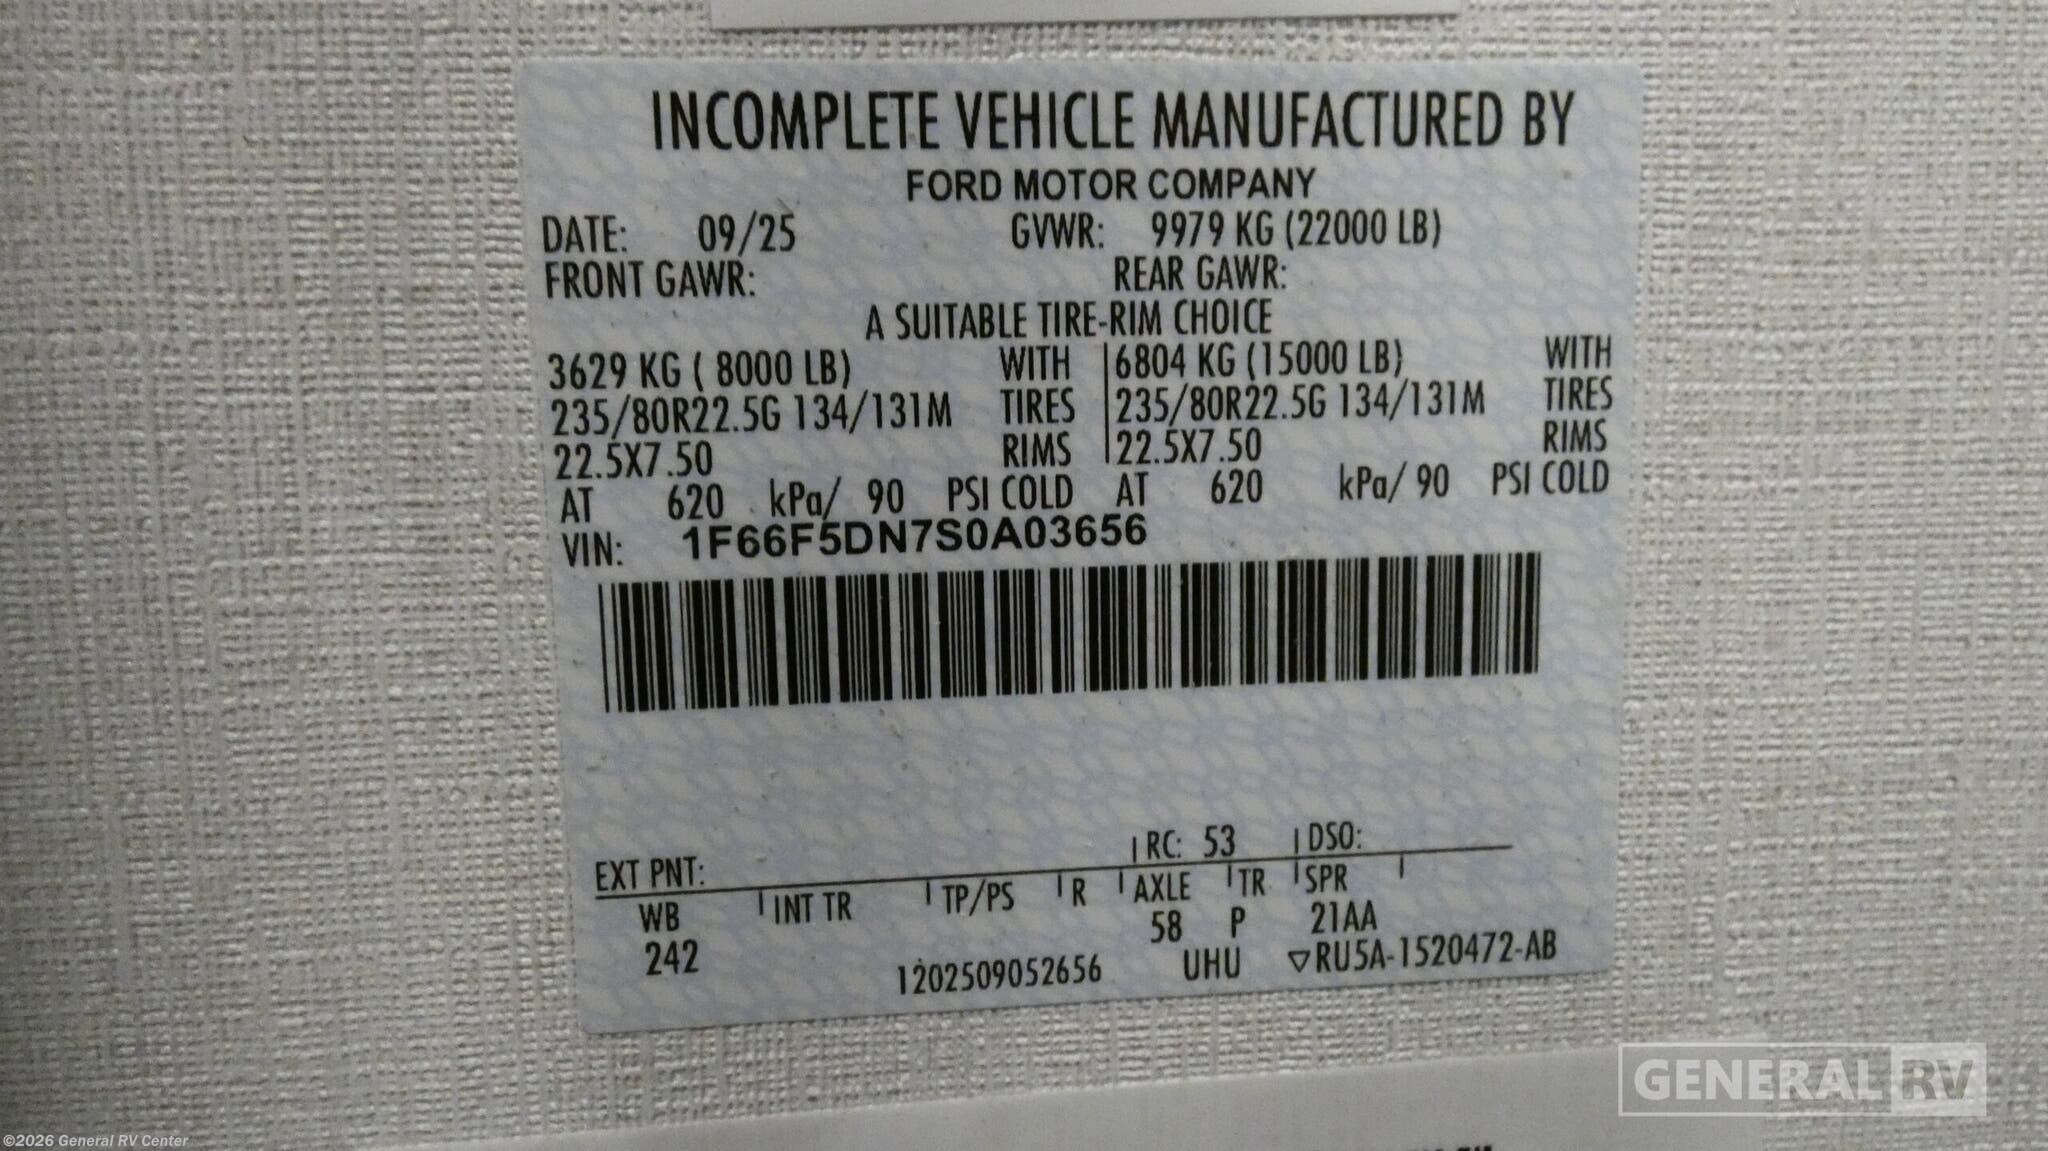 INCOMPLETE VEHICLE MANUFACTURED BY
FORD MOTOR COMPANY
DATE: 09/25 GVWR: 9979 KG (22000 LB)
FRONT GAWR: REAR GAWR:
A SUITABLE TIRE-RIM CHOICE
3629 KG ( 8000 LB) WITH 6804 KG (15000 LB) WITH
235/80R22.5G 134/131M TIRES 235/80R22.5G 134/131M TIRES
22.5X7.50 RIMS 22.5X7.50 RIMS
AT 620 kPa/ 90 PSI COLD AT 620 kPa/ 90 PSI COLD
VIN: 1F66F5DN7S0A03656
EXT PNT: RC: 53 DSO:
WB INT TR TP/PS R AXLE TR SPR
242 58 P 21AA
1202509052656 UHU ▽RU5A-1520472-AB
GENERAL RV
©2026 General RV Center